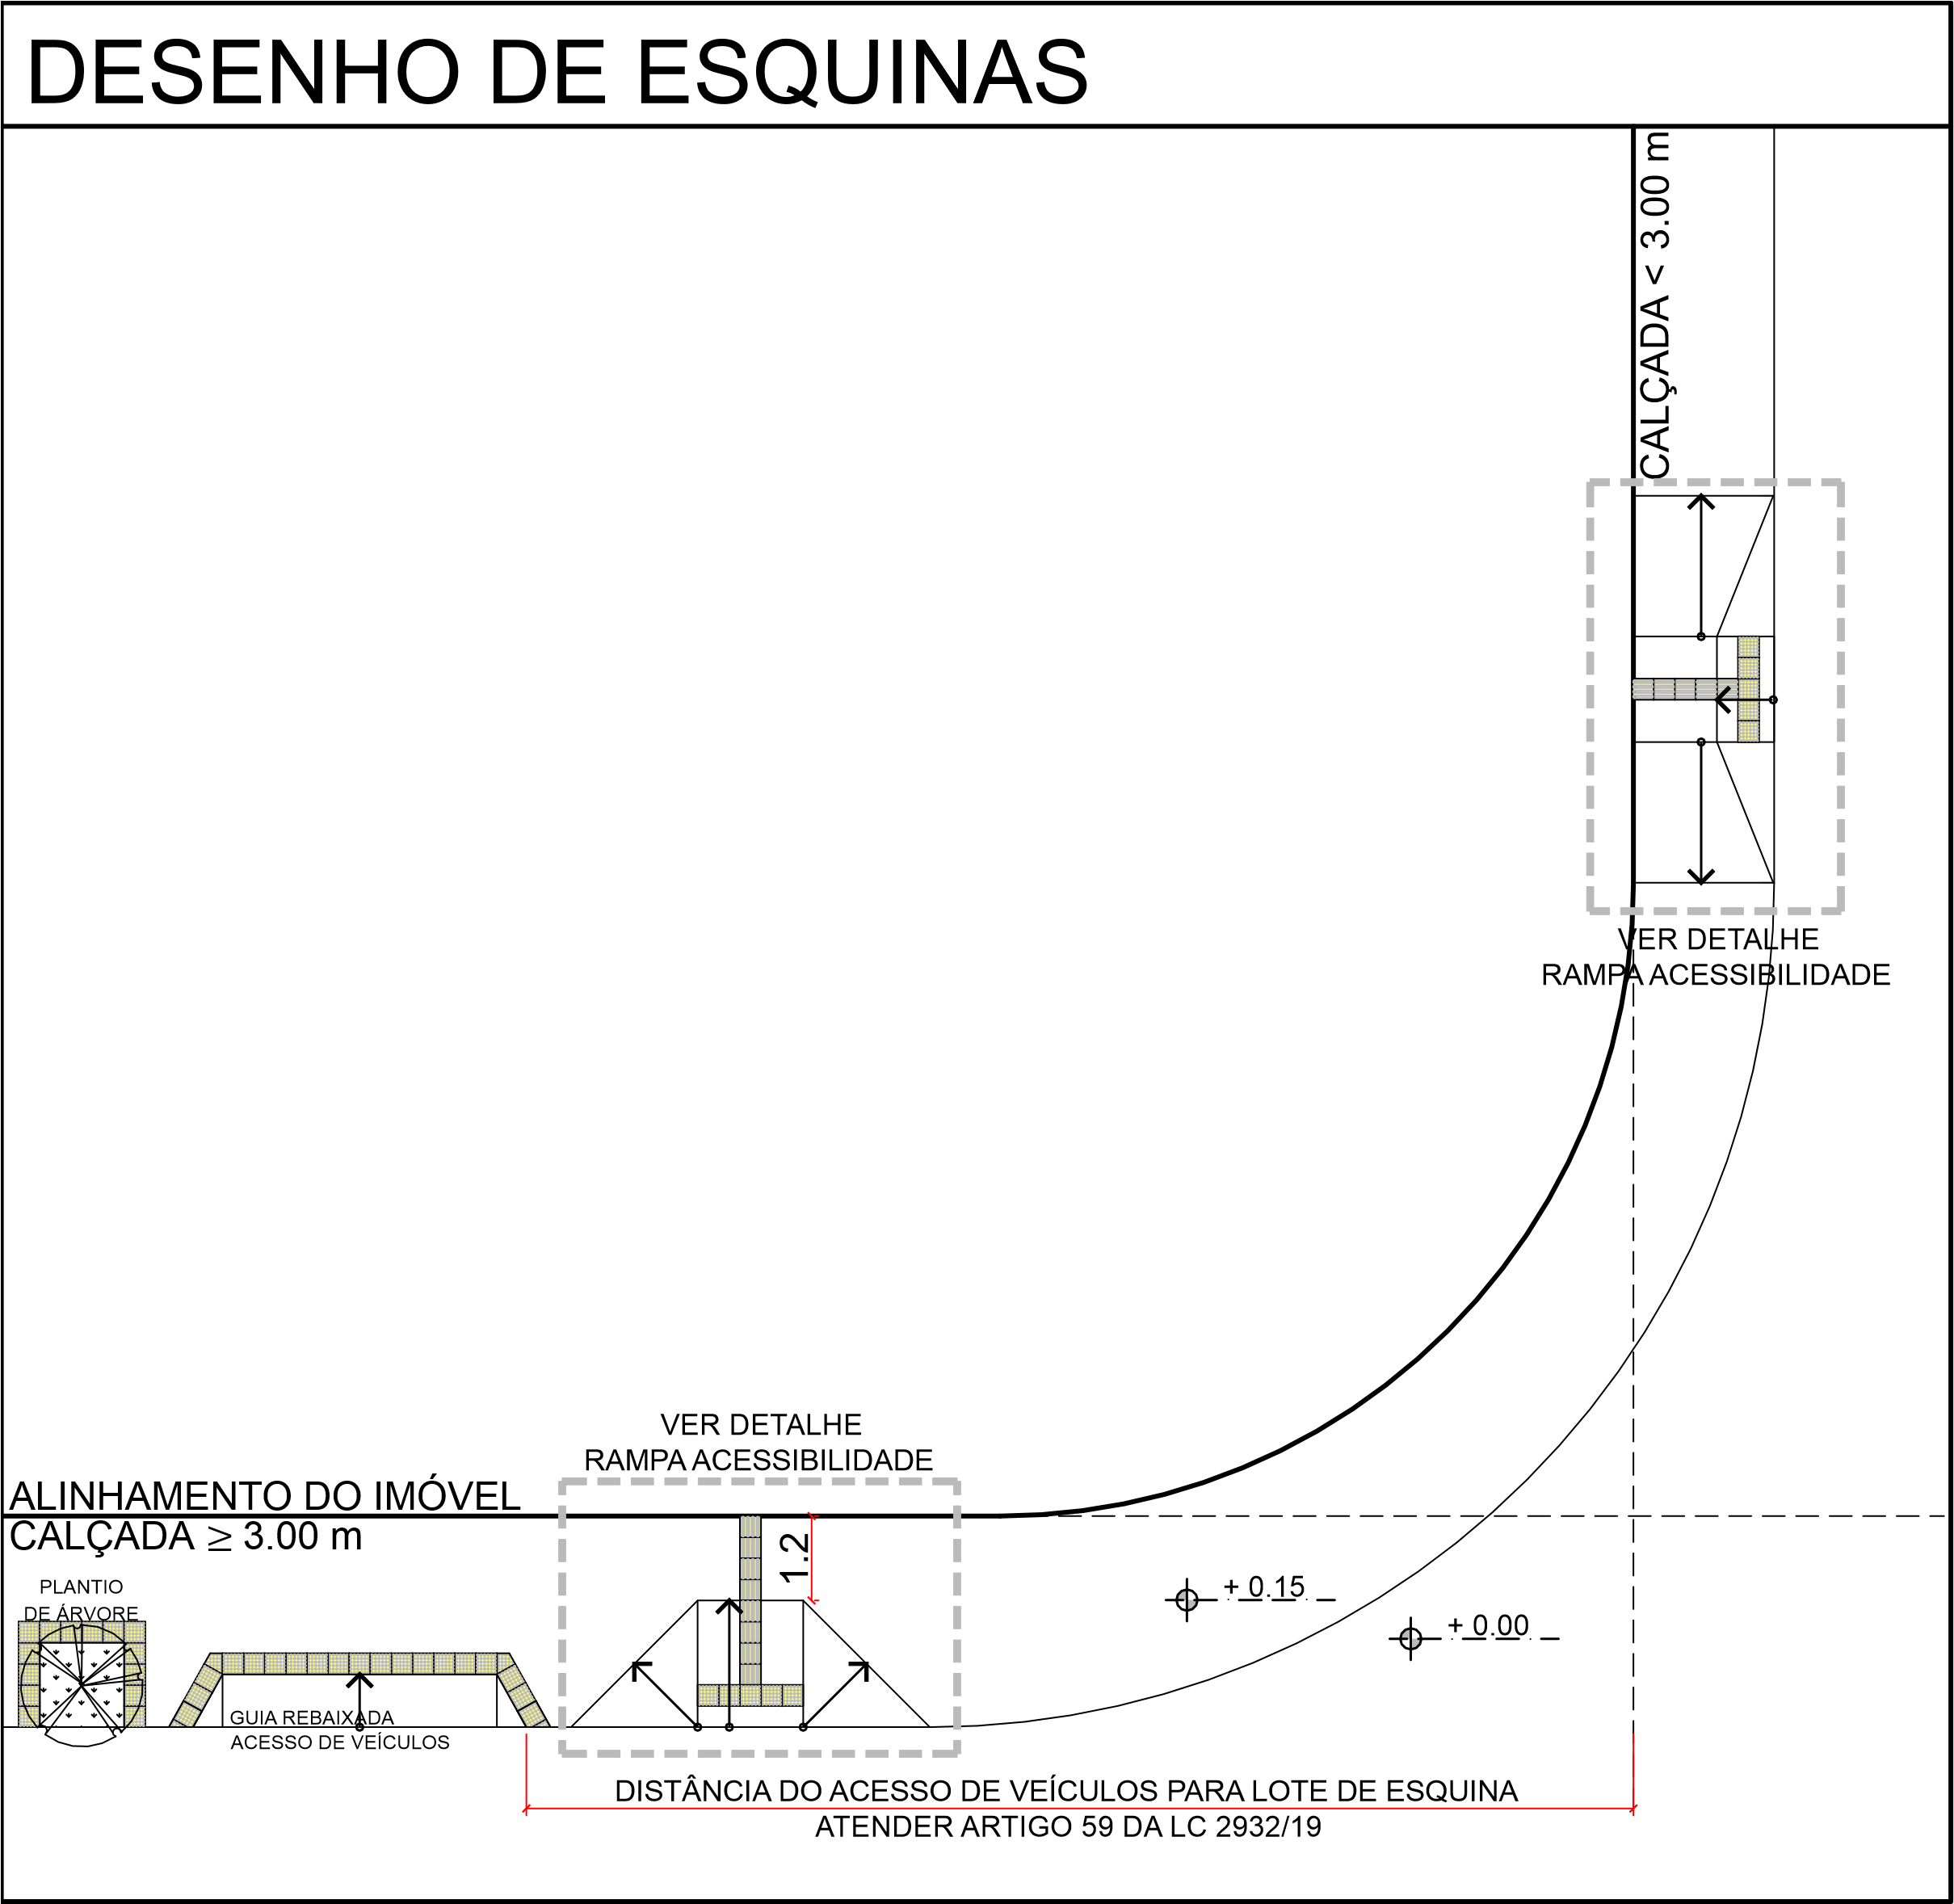 DESENHO DE ESQUINAS
CALÇADA < 3.00 m
VER DETALHE
RAMPA ACESSIBILIDADE
VER DETALHE
RAMPA ACESSIBILIDADE
ALINHAMENTO DO IMÓVEL
CALÇADA ≥ 3.00 m
1.2
PLANTIO
DE ÁRVORE
+ 0.15
+ 0.00
GUIA REBAIXADA
ACESSO DE VEÍCULOS
DISTÂNCIA DO ACESSO DE VEÍCULOS PARA LOTE DE ESQUINA
ATENDER ARTIGO 59 DA LC 2932/19